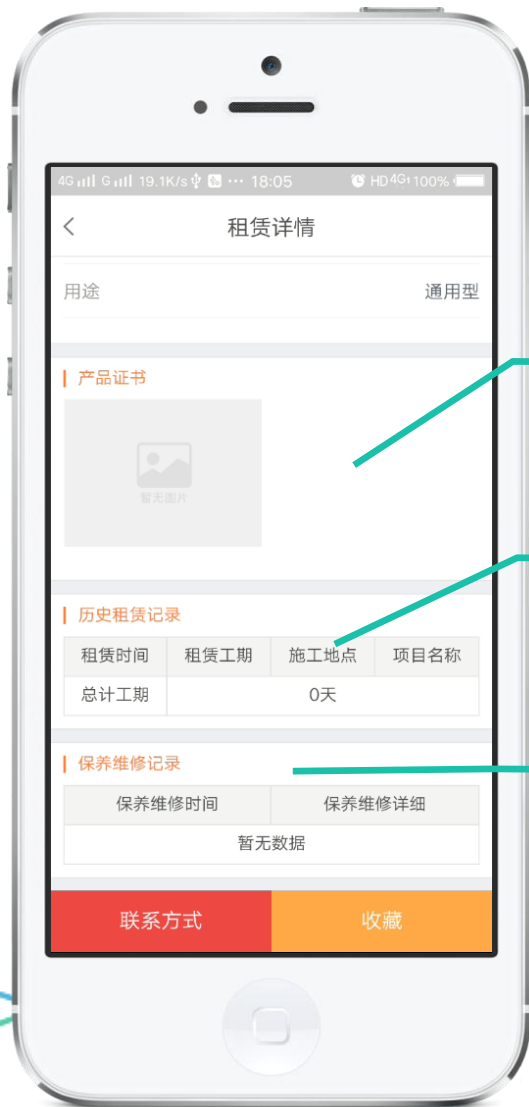 4G G 19.1K/s ··· 18:05 HD 4G 100%
租赁详情
用途 通用型
产品证书
暂无图片
历史租赁记录
租赁时间 租赁工期 施工地点 项目名称
总计工期 0天
保养维修记录
保养维修时间 保养维修详细
暂无数据
联系方式 收藏